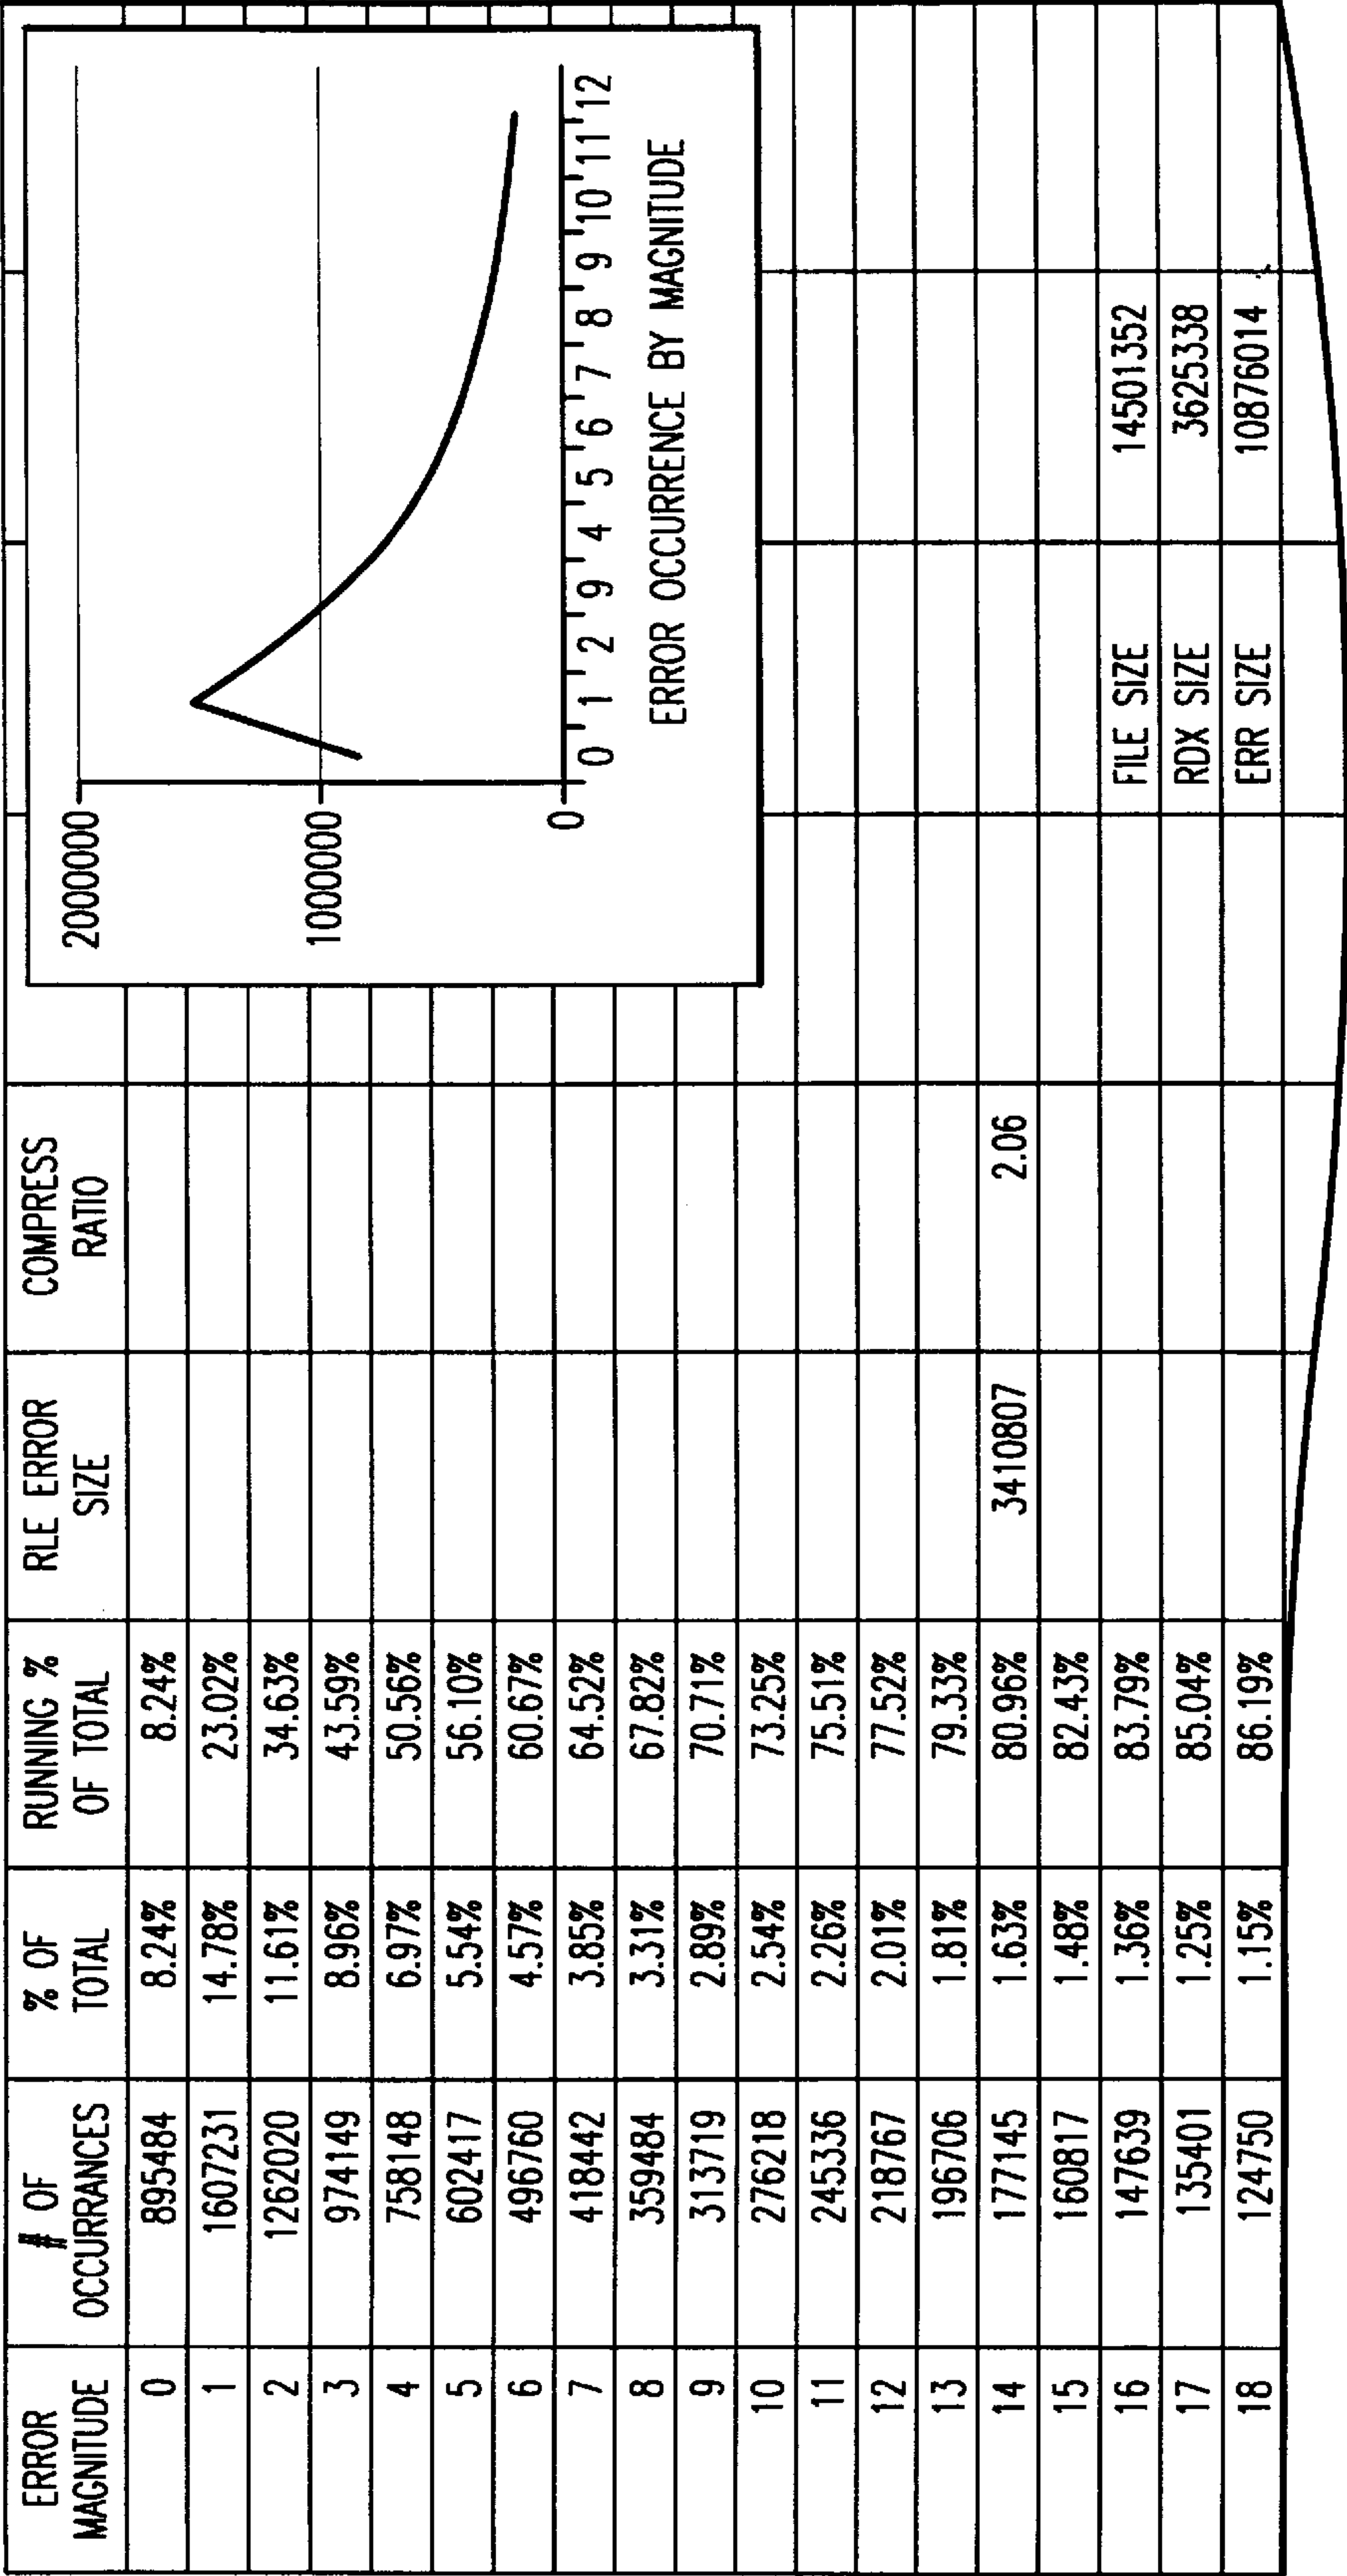 ERROR MAGNITUDE # OF OCCURRANCES % OF TOTAL RUNNING % OF TOTAL RLE ERROR SIZE COMPRESS RATIO
0 895484 8.24% 8.24%
1 1607231 14.78% 23.02%
2 1262020 11.61% 34.63%
3 974149 8.96% 43.59%
4 758148 6.97% 50.56%
5 602417 5.54% 56.10%
6 496760 4.57% 60.67%
7 418442 3.85% 64.52%
8 359484 3.31% 67.82%
9 313719 2.89% 70.71%
10 276218 2.54% 73.25%
11 245336 2.26% 75.51%
12 218767 2.01% 77.52%
13 196706 1.81% 79.33%
14 177145 1.63% 80.96% 3410807 2.06
15 160817 1.48% 82.43%
16 147639 1.36% 83.79% FILE SIZE 14501352
17 135401 1.25% 85.04% RDX SIZE 3625338
18 124750 1.15% 86.19% ERR SIZE 10876014
2000000
1000000
0
0 1 2 9 4 5 6 7 8 9 10 11 12
ERROR OCCURRENCE BY MAGNITUDE